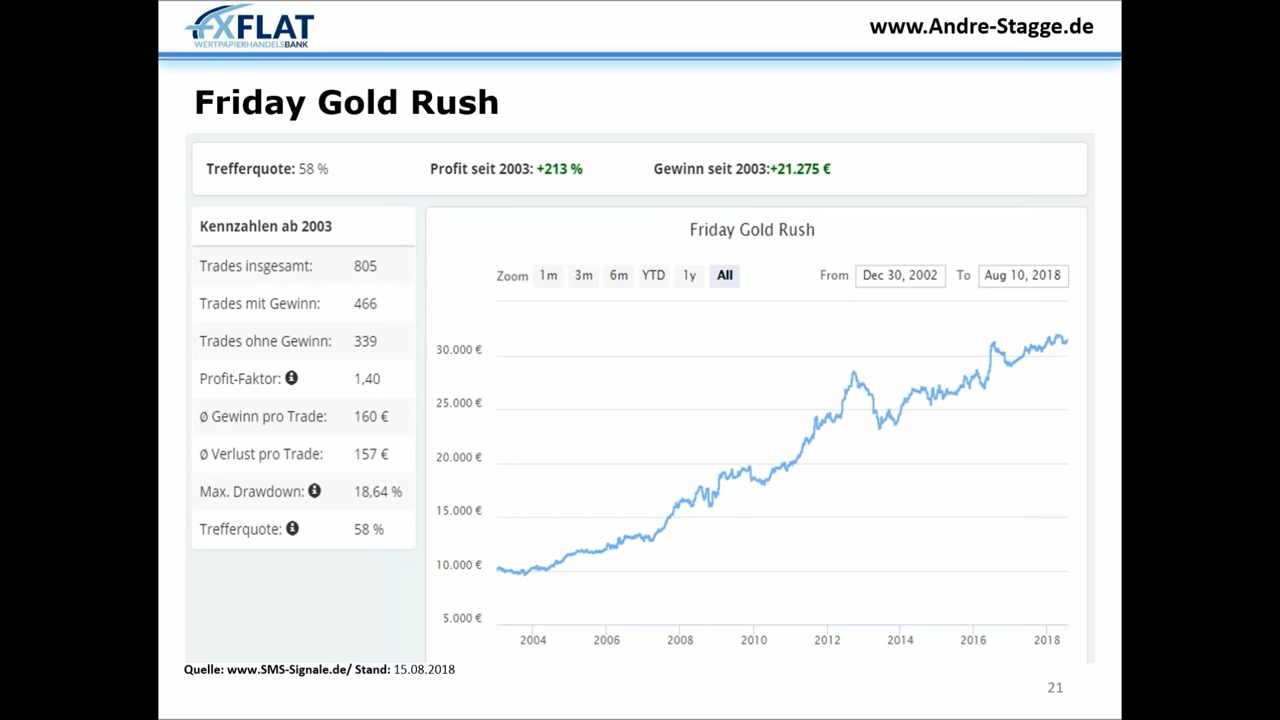 FXFLAT
WERTPAPIERHANDELSBANK
www.Andre-Stagge.de
Friday Gold Rush
Trefferquote: 58 %
Profit seit 2003: +213 %
Gewinn seit 2003:+21.275 €
Kennzahlen ab 2003
Trades insgesamt: 805
Trades mit Gewinn: 466
Trades ohne Gewinn: 339
Profit-Faktor: 1,40
Ø Gewinn pro Trade: 160 €
Ø Verlust pro Trade: 157 €
Max. Drawdown: 18,64 %
Trefferquote: 58 %
Friday Gold Rush
Zoom 1m 3m 6m YTD 1y All
From Dec 30, 2002 To Aug 10, 2018
30.000 €
25.000 €
20.000 €
15.000 €
10.000 €
5.000 €
2004 2006 2008 2010 2012 2014 2016 2018
Quelle: www.SMS-Signale.de/ Stand: 15.08.2018
21